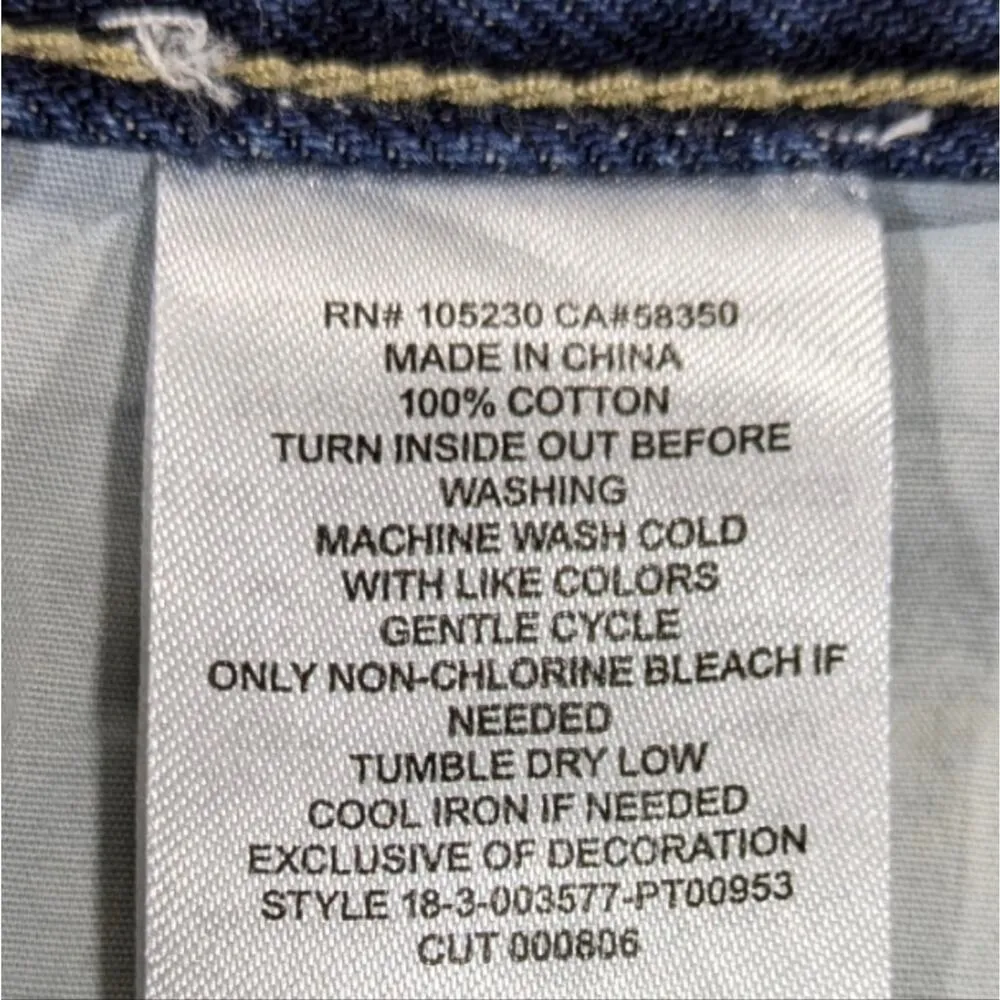 RN# 105230 CA#58350
MADE IN CHINA
100% COTTON
TURN INSIDE OUT BEFORE
WASHING
MACHINE WASH COLD
WITH LIKE COLORS
GENTLE CYCLE
ONLY NON-CHLORINE BLEACH IF
NEEDED
TUMBLE DRY LOW
COOL IRON IF NEEDED
EXCLUSIVE OF DECORATION
STYLE 18-3-003577-PT00953
CUT 000806